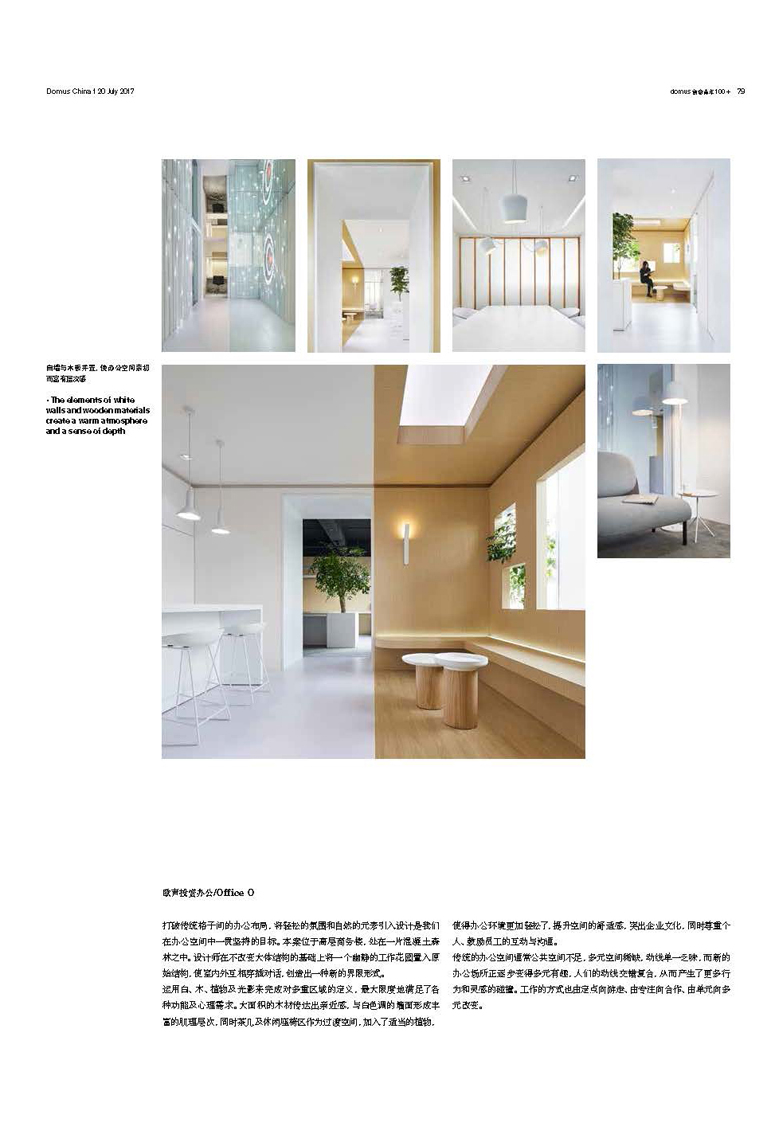 Domus China 120 July 2017
domus 100+ 79
白墙与木板并置，使办公空间素初
而富有层次感
· The elements of white
walls and wooden materials
create a warm atmosphere
and a sense of depth
欧声投资办公/Office O
打破传统格子间的办公布局，将轻松的氛围和自然的元素引入设计是我们
在办公空间中一贯坚持的目标。本案位于高层商务楼，处在一片混凝土森
林之中。设计师在不改变大体结构的基础上将一个幽静的工作花园置入原
始结构，使室内外互相穿插对话，创造出一种新的界限形式。
运用白、木、植物及光影来完成对多重区域的定义，最大限度地满足了各
种功能及心理需求。大面积的木材传达出亲近感，与白色调的墙面形成丰
富的肌理层次，同时茶几及休闲座椅区作为过渡空间，加入了适当的植物，
使得办公环境更加轻松了，提升空间的舒适感，突出企业文化，同时尊重个
人、鼓励员工的互动与沟通。
传统的办公空间通常公共空间不足，多元空间稀缺，动线单一乏味，而新的
办公场所正逐步变得多元有趣，人们的动线交错复合，从而产生了更多行
为和灵感的碰撞。工作的方式也由定点向游走、由专注向合作、由单元向多
元改变。